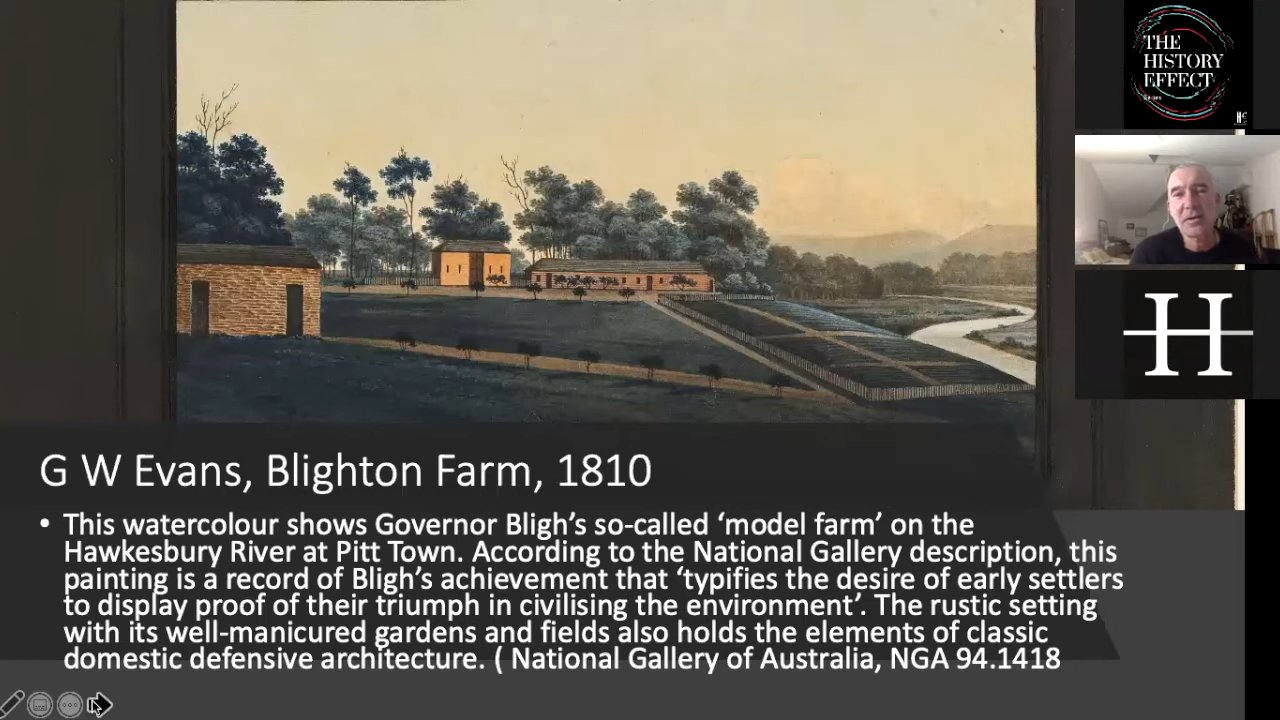 THE
HISTORY
EFFECT
H
G W Evans, Blighton Farm, 1810
• This watercolour shows Governor Bligh’s so-called ‘model farm’ on the
Hawkesbury River at Pitt Town. According to the National Gallery description, this
painting is a record of Bligh’s achievement that ‘typifies the desire of early settlers
to display proof of their triumph in civilising the environment’. The rustic setting
with its well-manicured gardens and fields also holds the elements of classic
domestic defensive architecture. ( National Gallery of Australia, NGA 94.1418